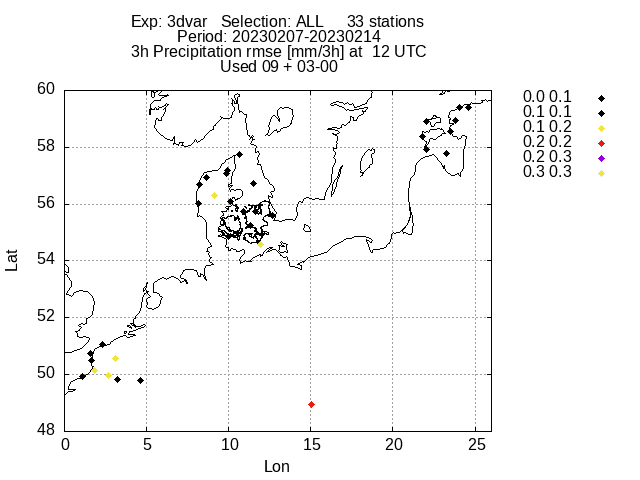 Exp: 3dvar   Selection: ALL     33 stations
Period: 20230207-20230214
3h Precipitation rmse [mm/3h] at  12 UTC
Used 09 + 03-00
0.0 0.1
0.1 0.1
0.1 0.2
0.2 0.2
0.2 0.3
0.3 0.3
60
58
56
54
52
50
48
Lat
0 5 10 15 20 25
Lon